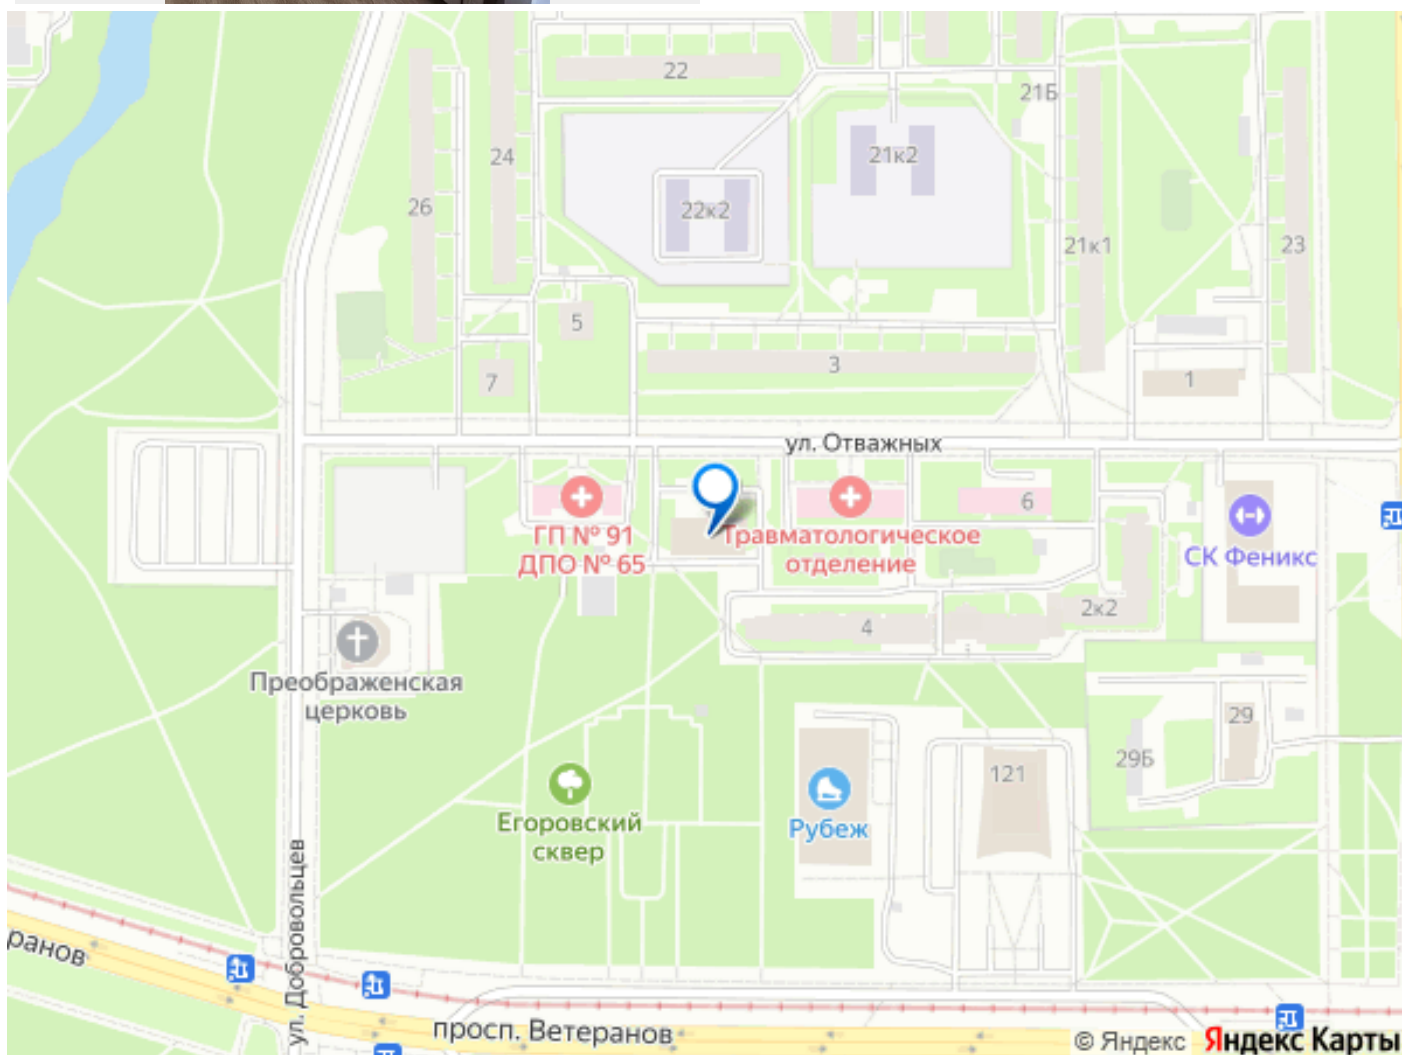 22
21Б
24
21к2
26
22к2
21к1
23
5
3
7
1
ул. Отважных
6
ГП № 91
ДПО № 65
Травматологическое
отделение
СК Феникс
2к2
4
Преображенская
церковь
29
29Б
121
Егоровский
сквер
Рубеж
ул. Добровольцев
ранов
просп. Ветеранов
© Яндекс
Яндекс Карты